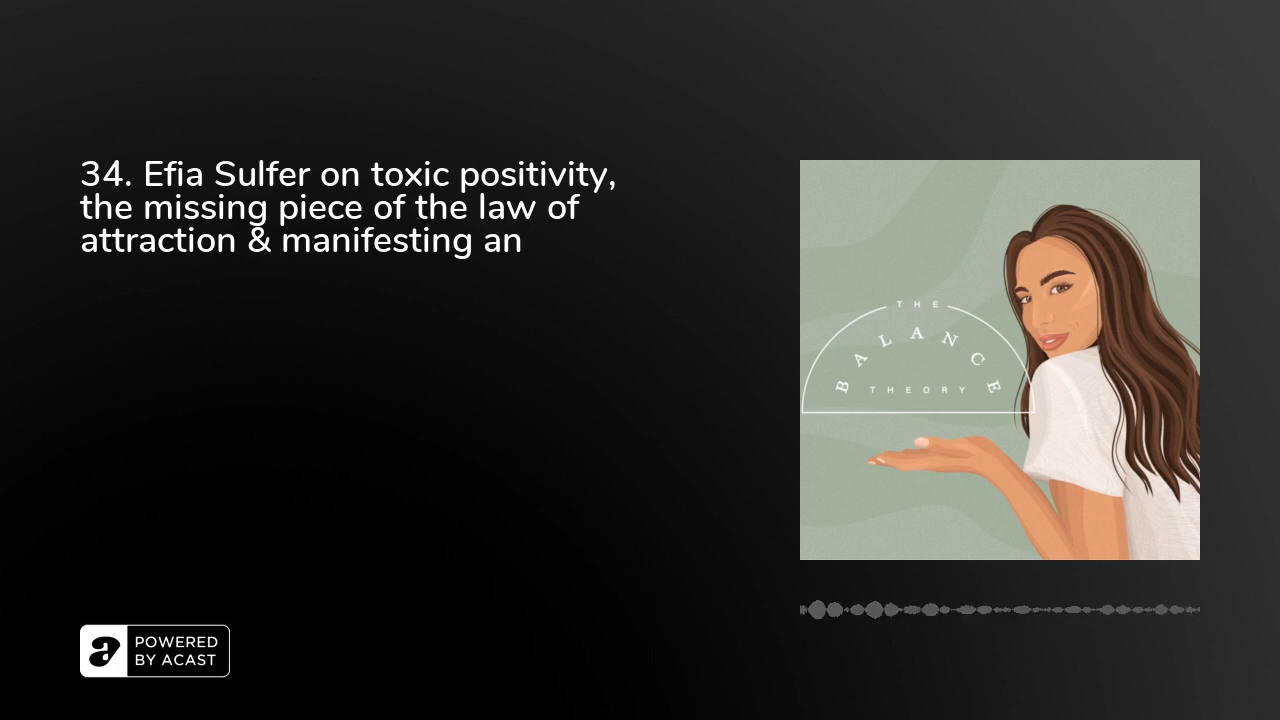 34. Efia Sulfer on toxic positivity,
the missing piece of the law of
attraction & manifesting an
THE
BALANCE
THEORY
POWERED
BY ACAST